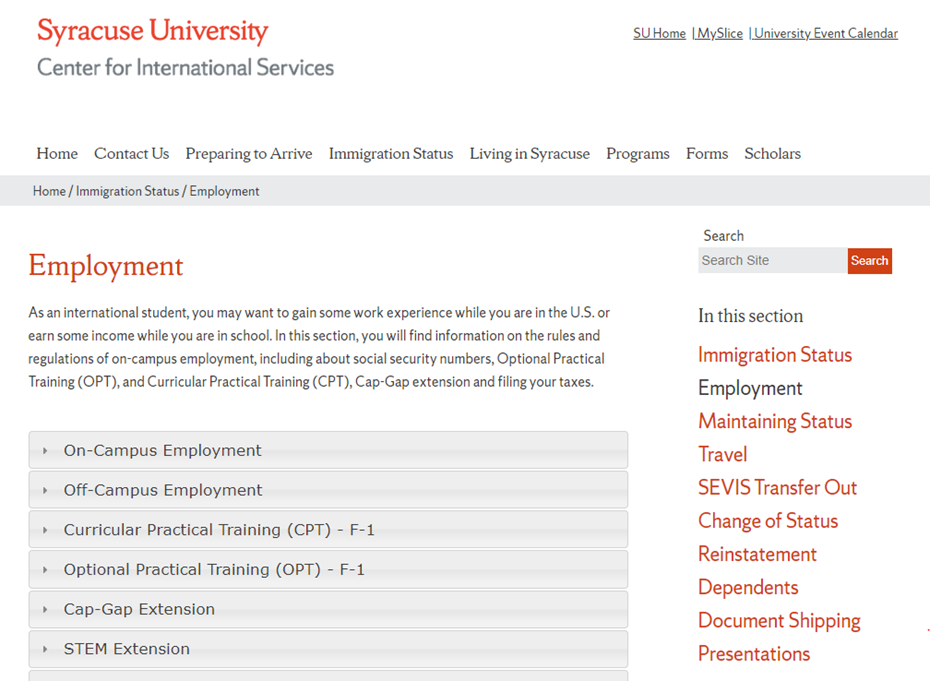 Syracuse University
Center for International Services
SU Home | MySlice | University Event Calendar
Home Contact Us Preparing to Arrive Immigration Status Living in Syracuse Programs Forms Scholars
Home / Immigration Status / Employment
Employment
As an international student, you may want to gain some work experience while you are in the U.S. or
earn some income while you are in school. In this section, you will find information on the rules and
regulations of on-campus employment, including about social security numbers, Optional Practical
Training (OPT), and Curricular Practical Training (CPT), Cap-Gap extension and filing your taxes.
On-Campus Employment
Off-Campus Employment
Curricular Practical Training (CPT) - F-1
Optional Practical Training (OPT) - F-1
Cap-Gap Extension
STEM Extension
Search
Search Site Search
In this section
Immigration Status
Employment
Maintaining Status
Travel
SEVIS Transfer Out
Change of Status
Reinstatement
Dependents
Document Shipping
Presentations